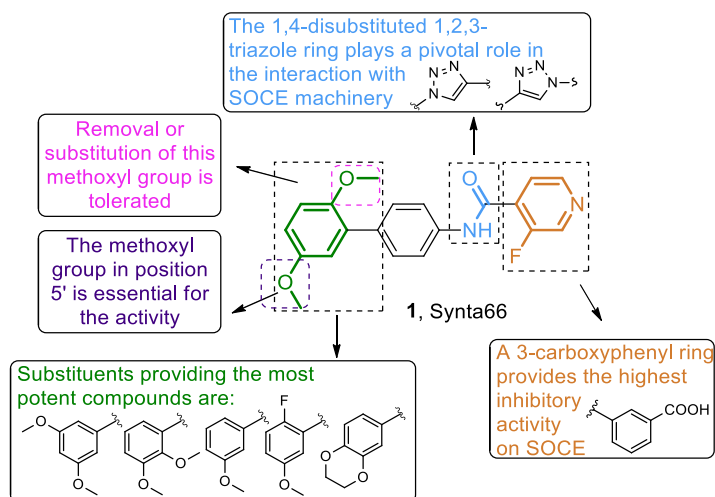 The 1,4-disubstituted 1,2,3-
triazole ring plays a pivotal role in
the interaction with
SOCE machinery
N N N
N N N
Removal or
substitution of this
methoxyl group is
tolerated
O
O
NH
N
F
The methoxyl
group in position
5' is essential for
the activity
O
1, Synta66
Substituents providing the most
potent compounds are:
O
O
O
O
O
F
O
O
O
A 3-carboxyphenyl ring
provides the highest
inhibitory
activity
on SOCE
COOH